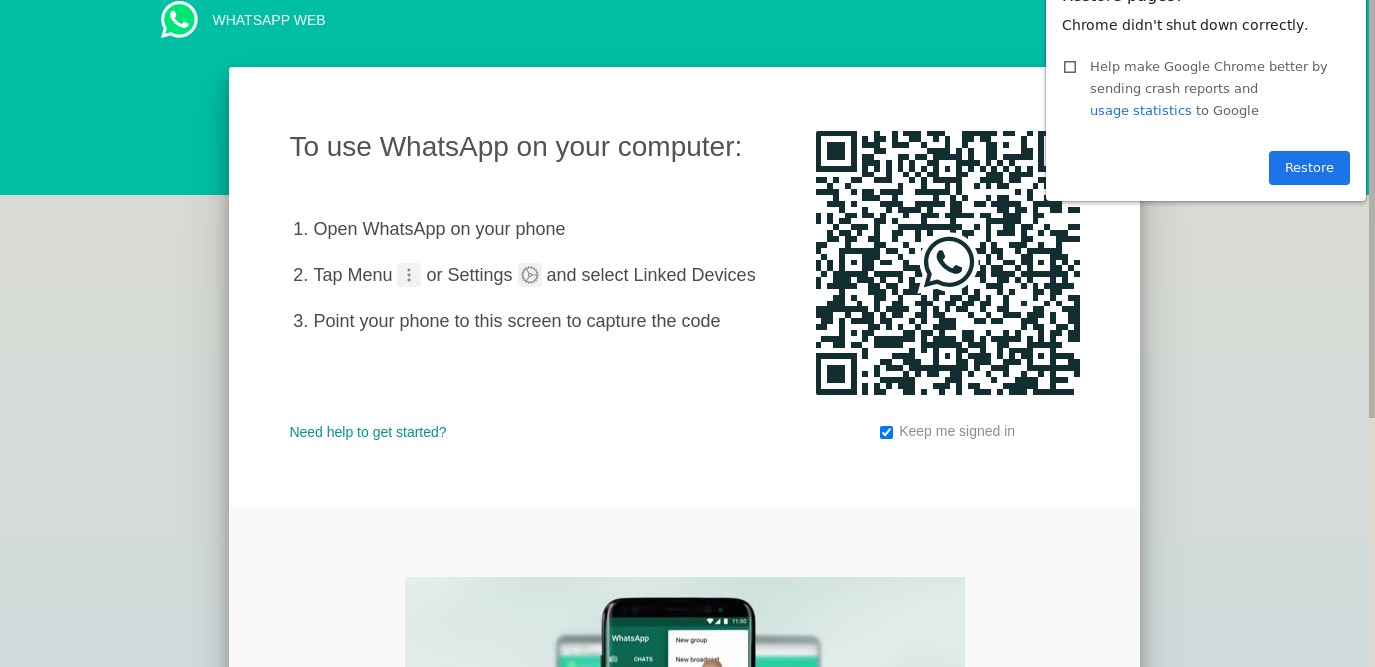 WHATSAPP WEB
Chrome didn't shut down correctly.
Help make Google Chrome better by
sending crash reports and
usage statistics to Google
Restore
To use WhatsApp on your computer:
1. Open WhatsApp on your phone
2. Tap Menu or Settings and select Linked Devices
3. Point your phone to this screen to capture the code
Need help to get started?
Keep me signed in
11:50
WhatsApp
New group
CHATS
New broadcast